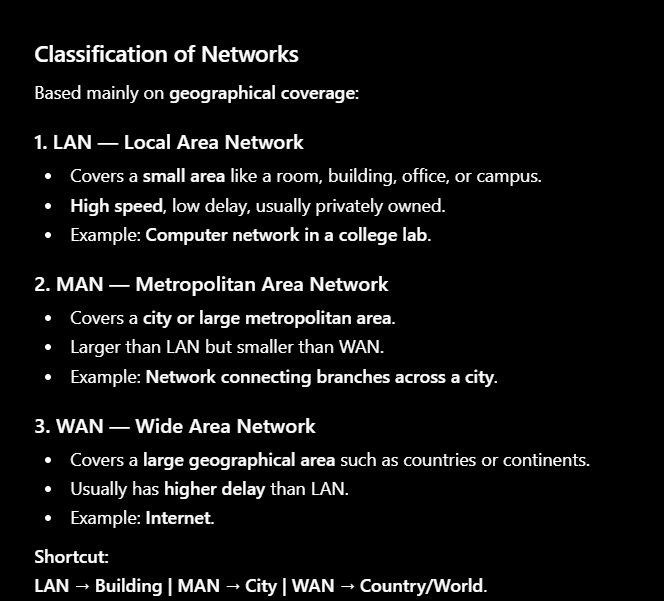 Classification of Networks
Based mainly on geographical coverage:
1. LAN — Local Area Network
• Covers a small area like a room, building, office, or campus.
• High speed, low delay, usually privately owned.
• Example: Computer network in a college lab.
2. MAN — Metropolitan Area Network
• Covers a city or large metropolitan area.
• Larger than LAN but smaller than WAN.
• Example: Network connecting branches across a city.
3. WAN — Wide Area Network
• Covers a large geographical area such as countries or continents.
• Usually has higher delay than LAN.
• Example: Internet.
Shortcut:
LAN → Building | MAN → City | WAN → Country/World.